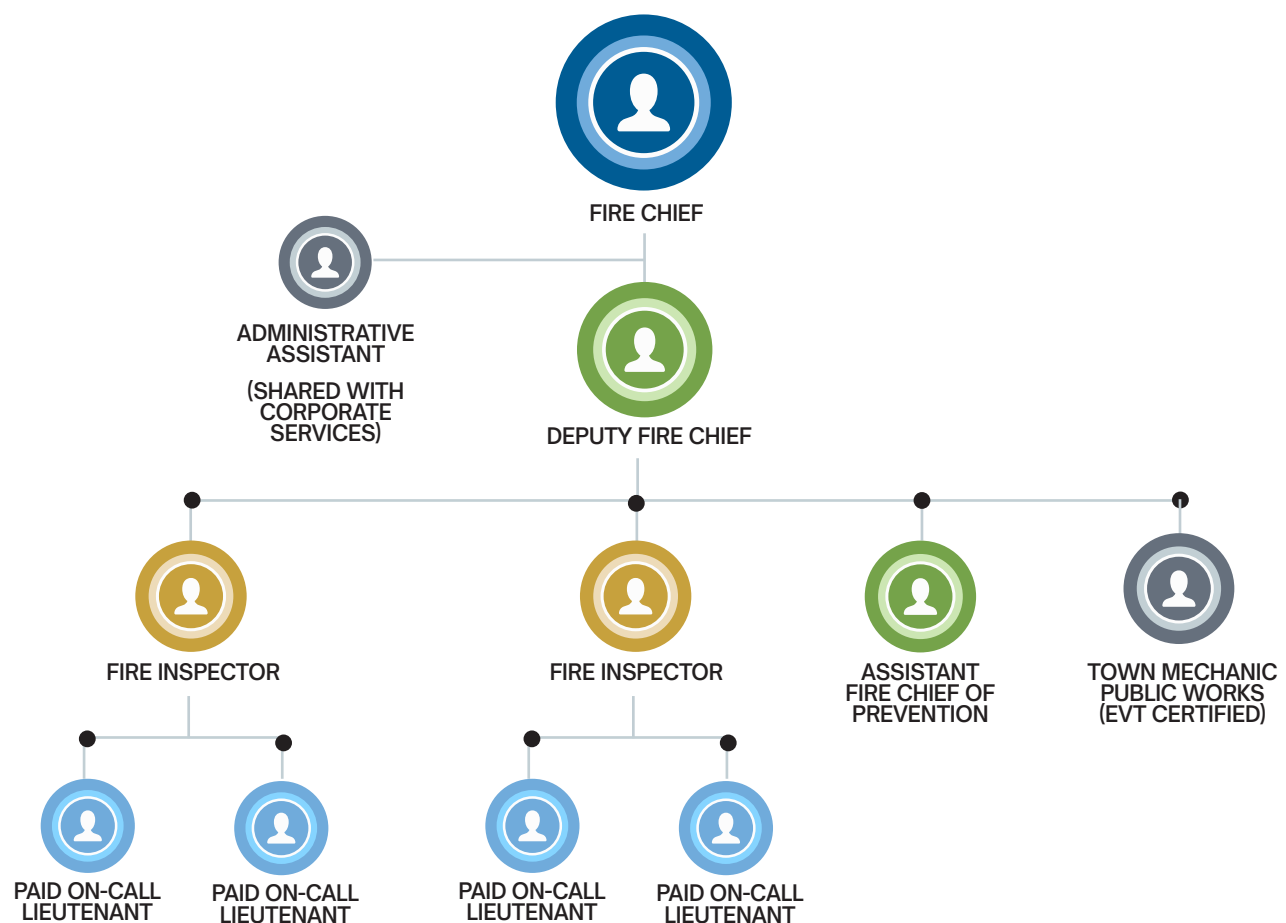 FIRE CHIEF
ADMINISTRATIVE
ASSISTANT
(SHARED WITH
CORPORATE
SERVICES)
DEPUTY FIRE CHIEF
FIRE INSPECTOR
FIRE INSPECTOR
ASSISTANT
FIRE CHIEF OF
PREVENTION
TOWN MECHANIC
PUBLIC WORKS
(EVT CERTIFIED)
PAID ON-CALL
LIEUTENANT
PAID ON-CALL
LIEUTENANT
PAID ON-CALL
LIEUTENANT
PAID ON-CALL
LIEUTENANT